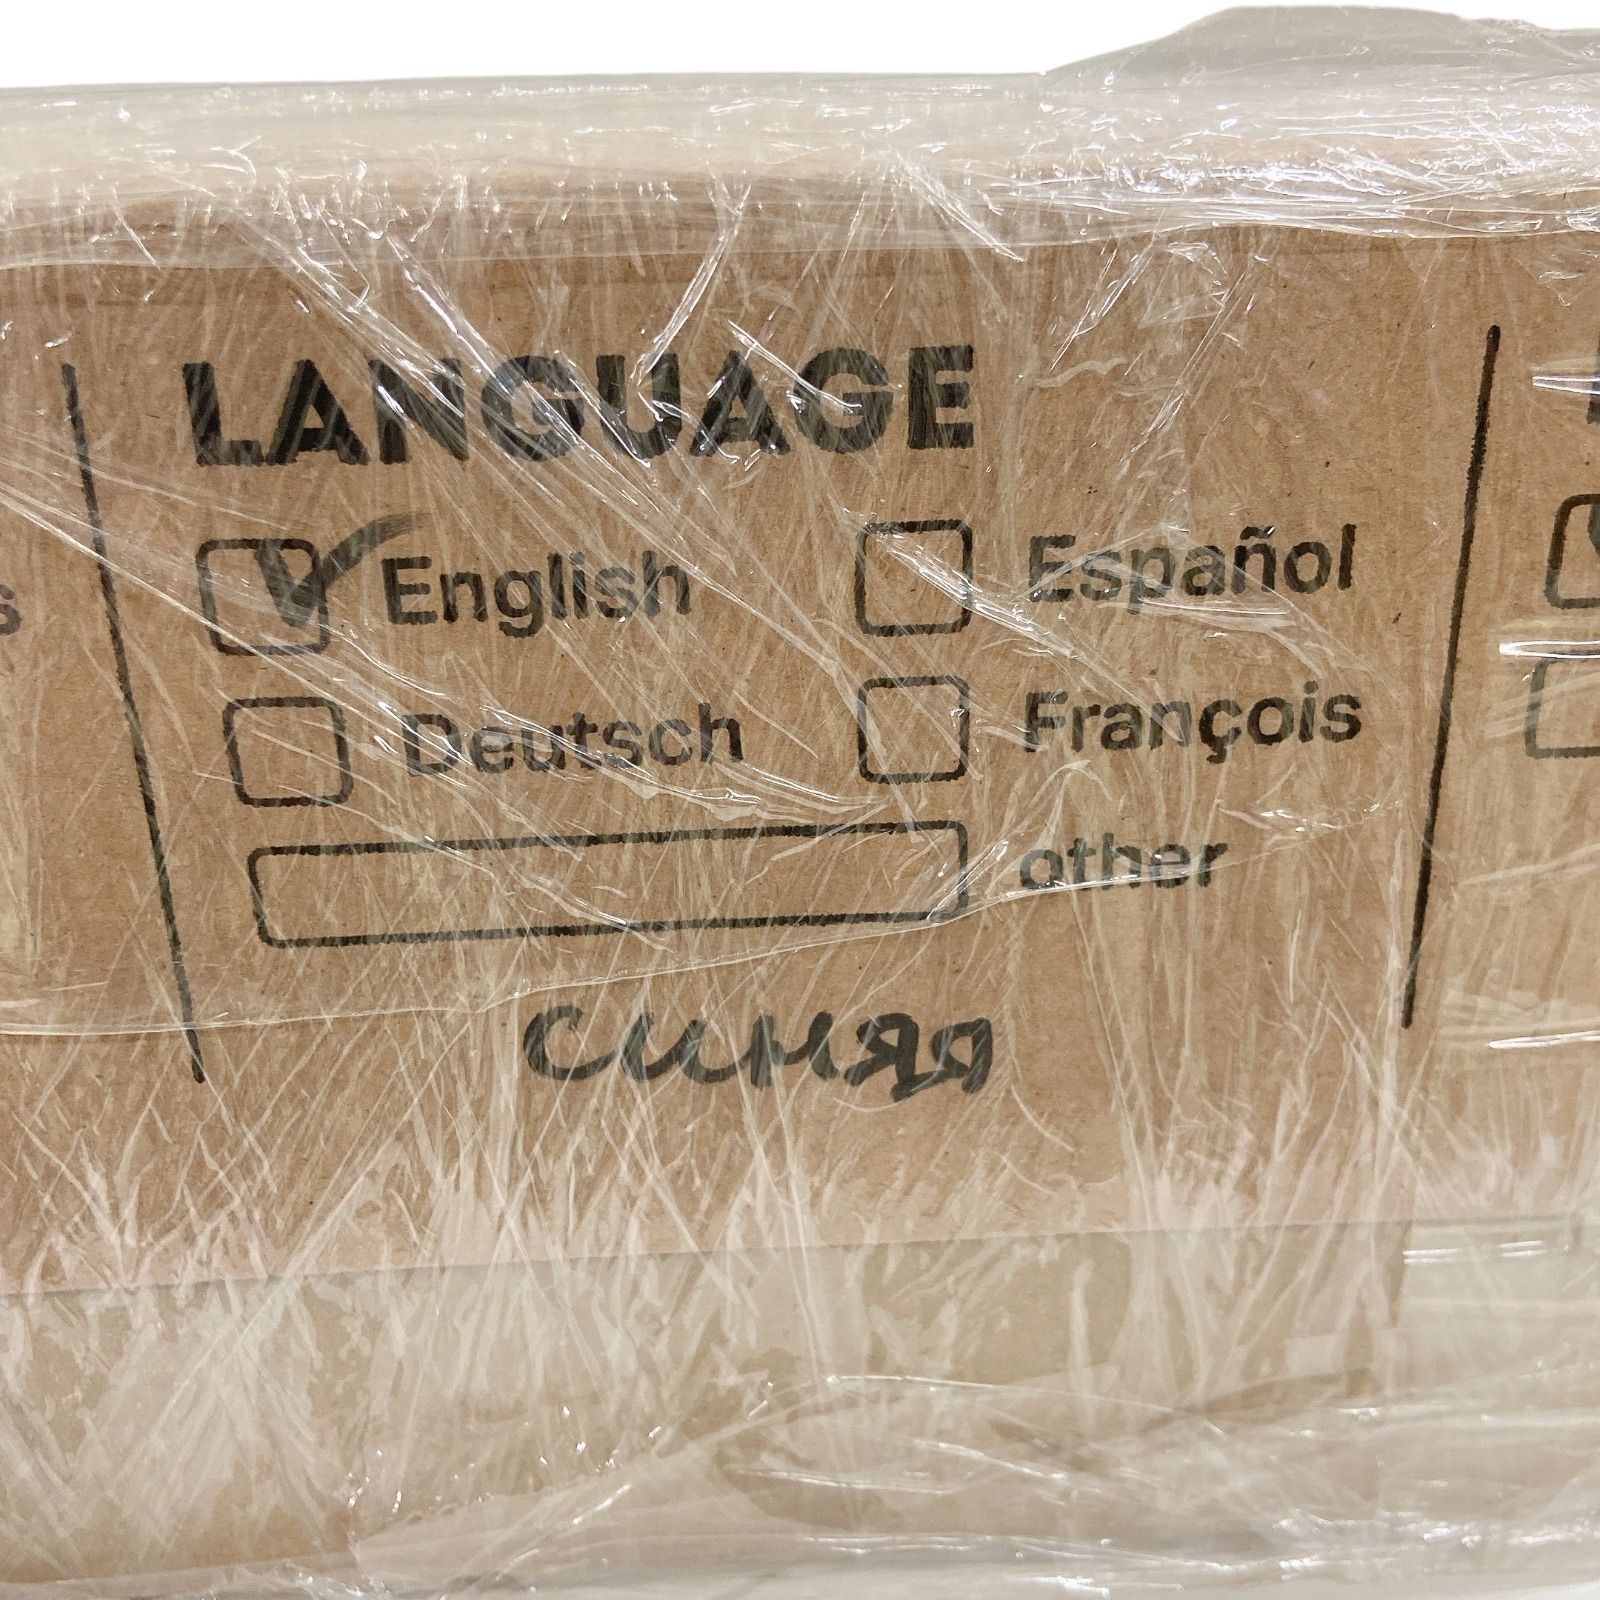 LANGUAGE
English Español
Deutsch François
other
синяя